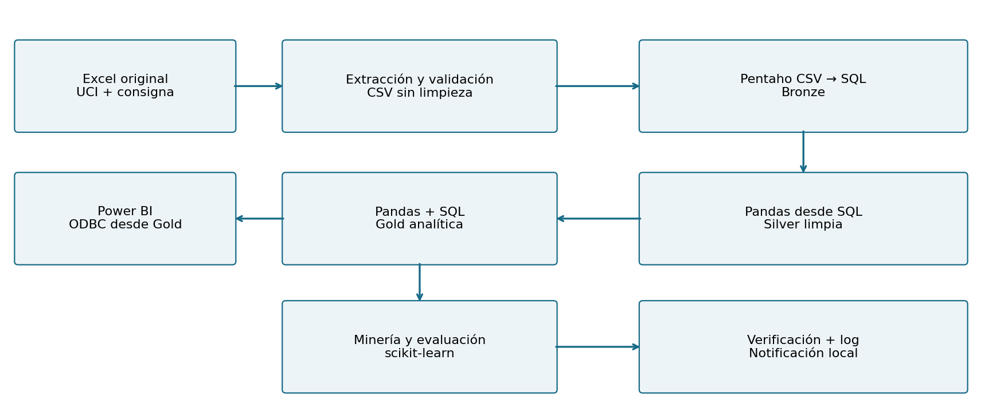 Excel original
UCI + consigna
Extracción y validación
CSV sin limpieza
Pentaho CSV → SQL
Bronze
Power BI
ODBC desde Gold
Pandas + SQL
Gold analítica
Pandas desde SQL
Silver limpia
Minería y evaluación
scikit-learn
Verificación + log
Notificación local